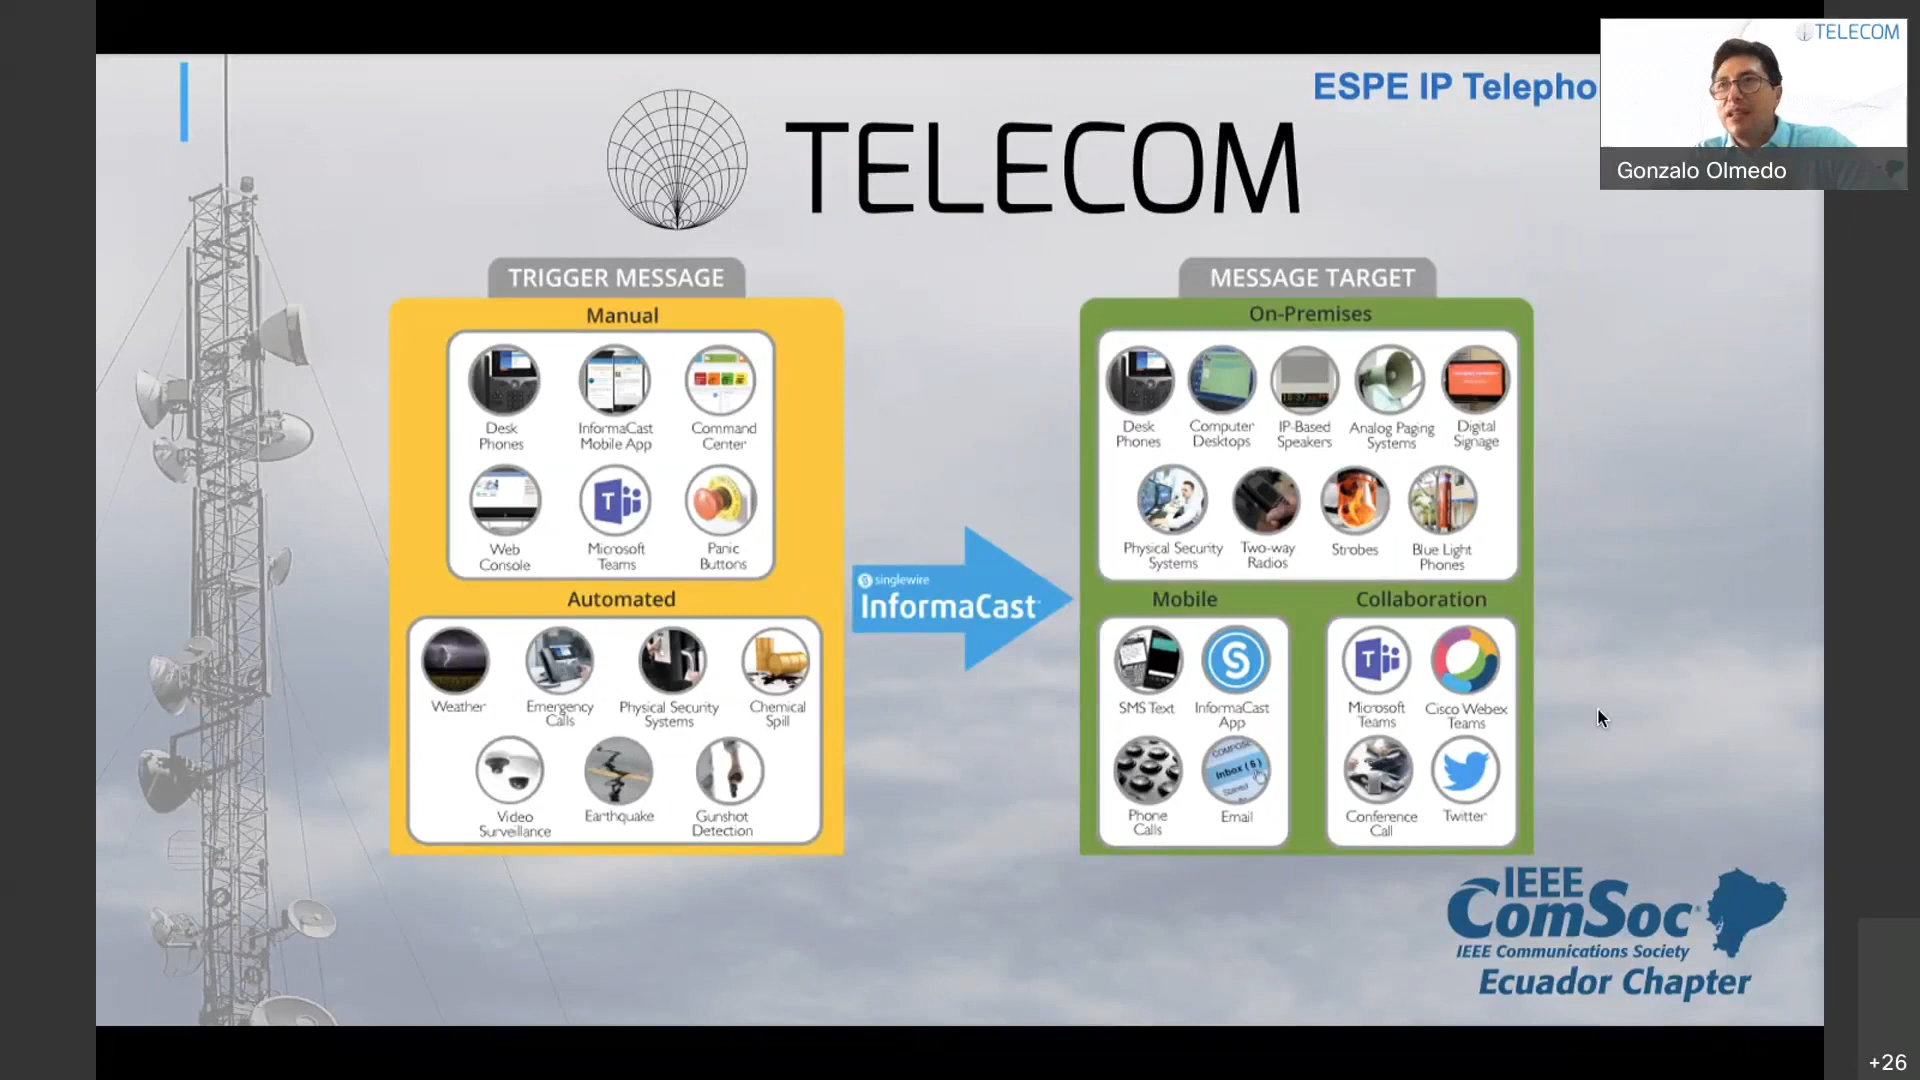 ESPE IP Telepho
TELECOM
Gonzalo Olmedo
TELECOM
TRIGGER MESSAGE
Manual
Desk
Phones
InformaCast
Mobile App
Command
Center
Web
Console
Microsoft
Teams
Panic
Buttons
Automated
Weather
Emergency
Calls
Physical Security
Systems
Chemical
Spill
Video
Surveillance
Earthquake
Gunshot
Detection
singlewire
InformaCast
MESSAGE TARGET
On-Premises
Desk
Phones
Computer
Desktops
IP-Based
Speakers
Analog Paging
Systems
Digital
Signage
Physical Security
Systems
Two-way
Radios
Strobes
Blue Light
Phones
Mobile
SMS Text
InformaCast
App
Phone
Calls
COMPOSE
Inbox (6)
Starred
Email
Collaboration
Microsoft
Teams
Cisco Webex
Teams
Conference
Call
Twitter
IEEE
ComSoc
IEEE Communications Society
Ecuador Chapter
+26